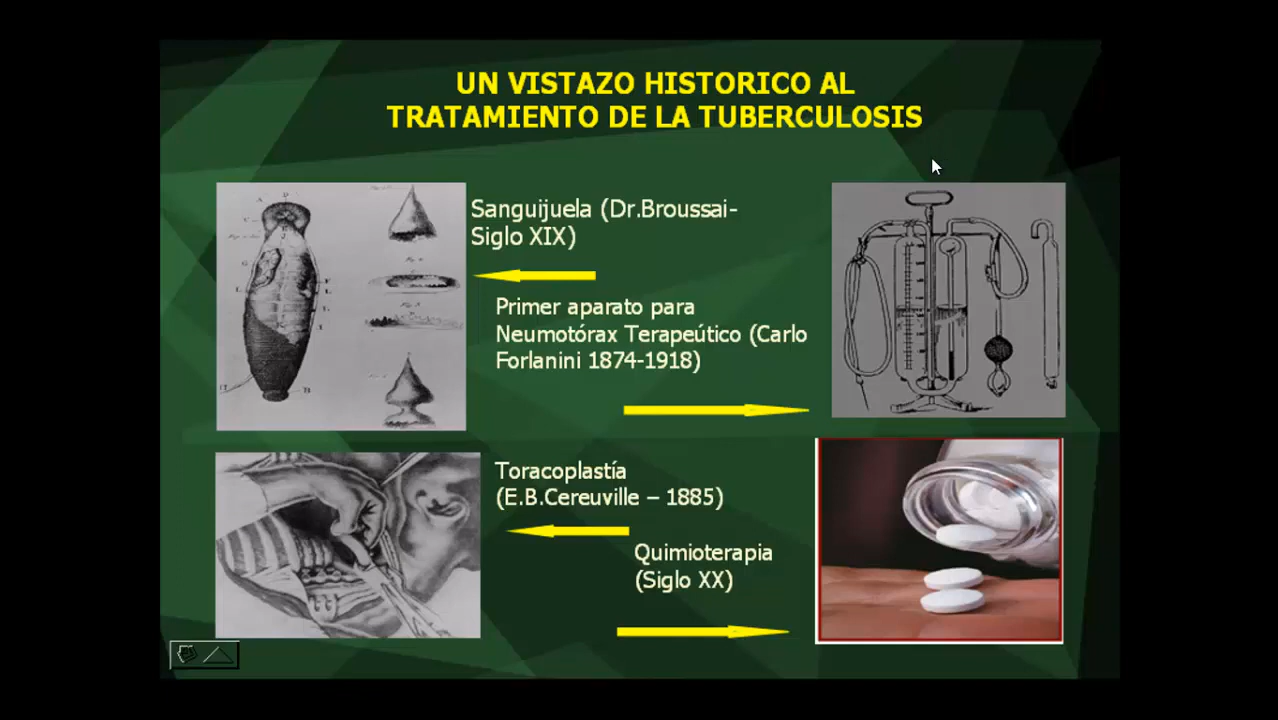 UN VISTAZO HISTORICO AL
TRATAMIENTO DE LA TUBERCULOSIS
Sanguijuela (Dr.Broussai-
Siglo XIX)
Primer aparato para
Neumotórax Terapeútico (Carlo
Forlanini 1874-1918)
Toracoplastía
(E.B.Cereuville – 1885)
Quimioterapia
(Siglo XX)